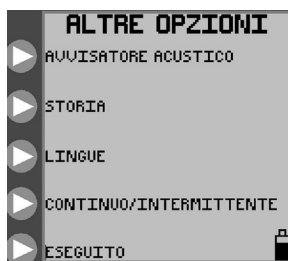 ALTRE OPZIONI
AVVISATORE ACUSTICO
STORIA
LINGUE
CONTINUO/INTERMITTENTE
ESEGUITO